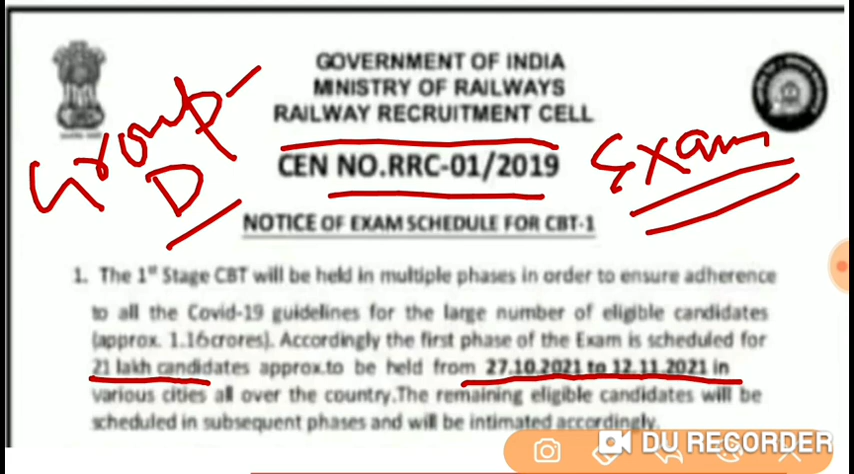 GOVERNMENT OF INDIA
MINISTRY OF RAILWAYS
RAILWAY RECRUITMENT CELL
Group
D
CEN NO.RRC-01/2019
Exam
NOTICE OF EXAM SCHEDULE FOR CBT-1
1. The 1st Stage CBT will be held in multiple phases in order to ensure adherence
to all the Covid-19 guidelines for the large number of eligible candidates
(approx. 1.16crores). Accordingly the first phase of the Exam is scheduled for
21 lakh candidates approx.to be held from 27.10.2021 to 12.11.2021 in
various cities all over the country.The remaining eligible candidates will be
scheduled in subsequent phases and will be intimated accordingly.
DU RECORDER